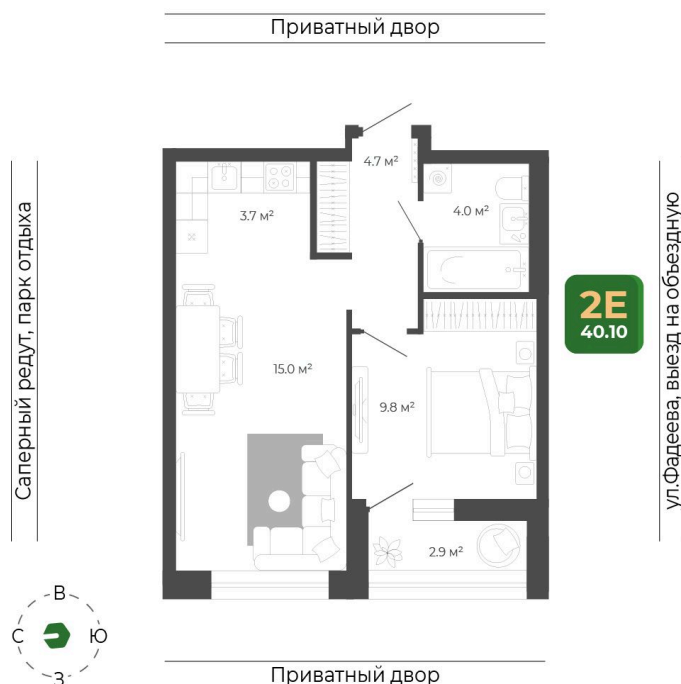 Приватный двор
4.7 м²
4.0 м²
3.7 м²
Саперный редут, парк отдыха
ул.Фадеева, выезд на объездную
2Е
40.10
15.0 м²
9.8 м²
2.9 м²
В
С
Ю
З
Приватный двор